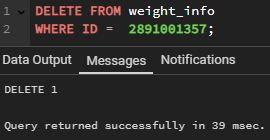 1 DELETE FROM weight_info
2 WHERE ID = 2891001357;
Data Output Messages Notifications
DELETE 1
Query returned successfully in 39 msec.